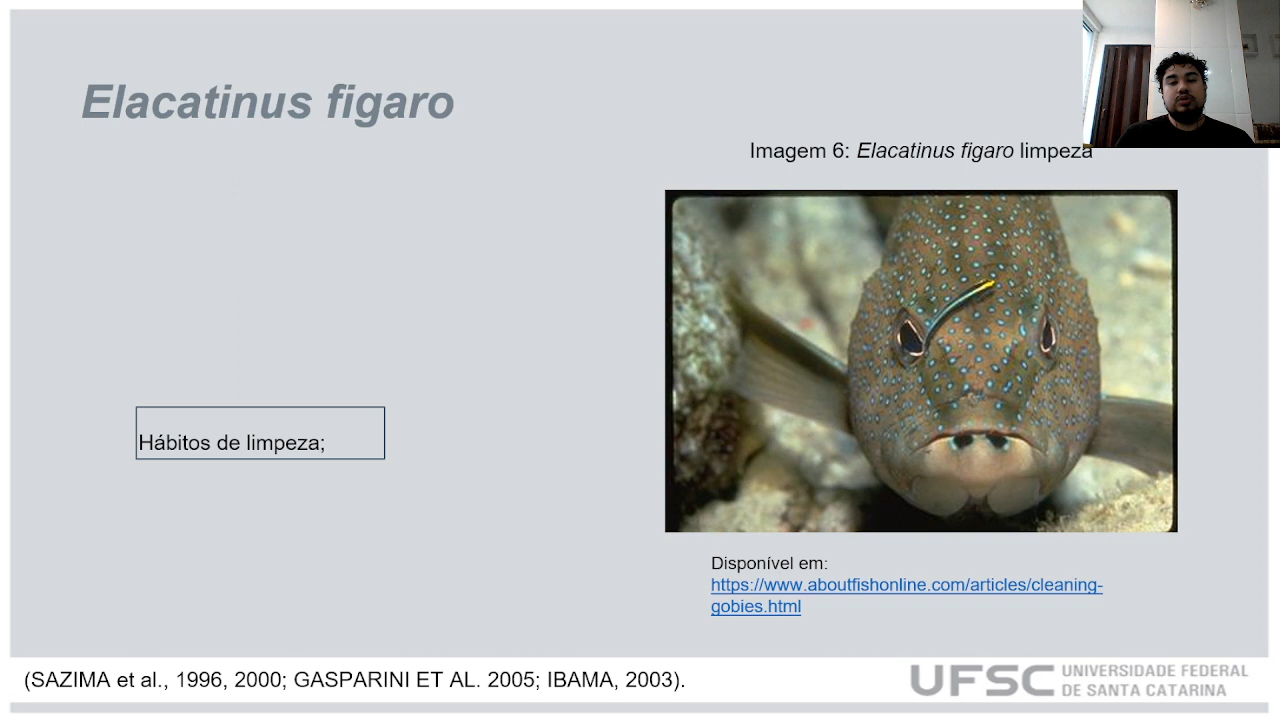 Elacatinus figaro
Imagem 6: Elacatinus figaro limpeza
Hábitos de limpeza;
Disponível em:
https://www.aboutfishonline.com/articles/cleaning-
gobies.html
(SAZIMA et al., 1996, 2000; GASPARINI ET AL. 2005; IBAMA, 2003).
UFSC UNIVERSIDADE FEDERAL
DE SANTA CATARINA